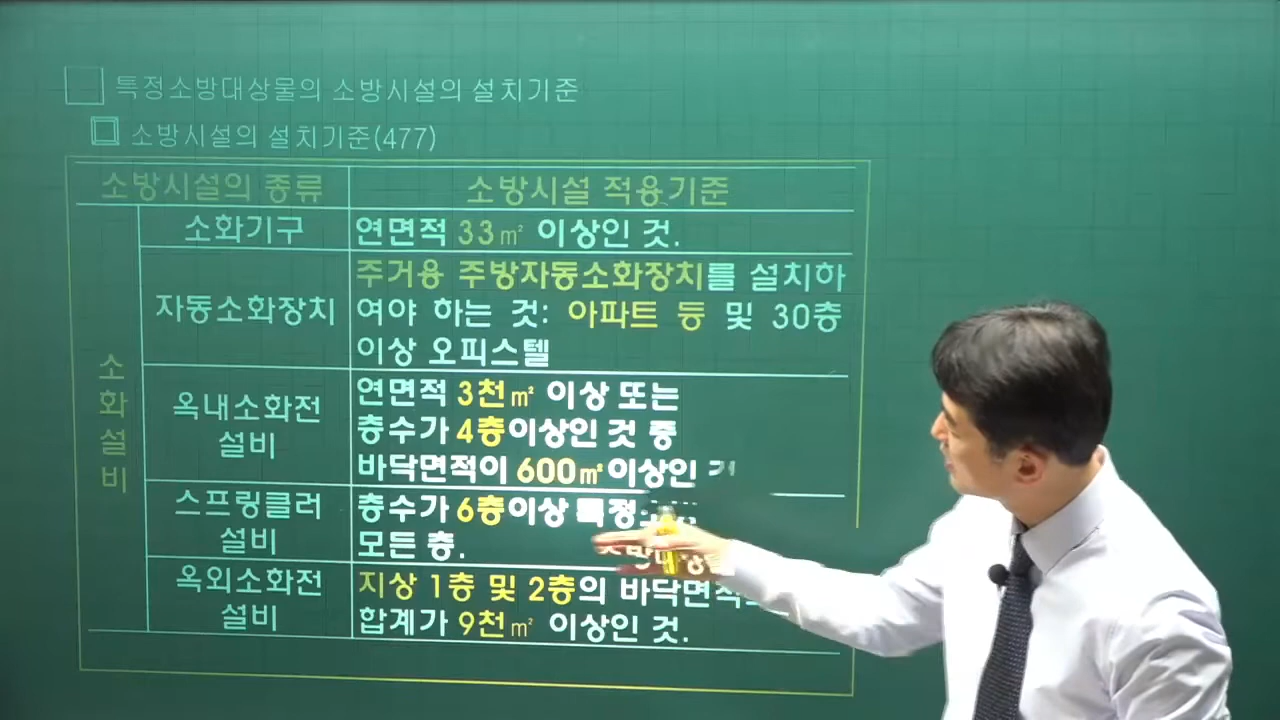 특정소방대상물의 소방시설의 설치기준
소방시설의 설치기준(477)
소방시설의 종류
소방시설 적용기준
소화설비
소화기구
연면적 33㎡ 이상인 것.
자동소화장치
주거용 주방자동소화장치를 설치하
여야 하는 것: 아파트 등 및 30층
이상 오피스텔
옥내소화전
설비
연면적 3천㎡ 이상 또는
층수가 4층이상인 것 중
바닥면적이 600㎡이상인
스프링클러
설비
층수가 6층이상 특정
모든 층.
옥외소화전
설비
지상 1층 및 2층의 바닥면적
합계가 9천㎡ 이상인 것.